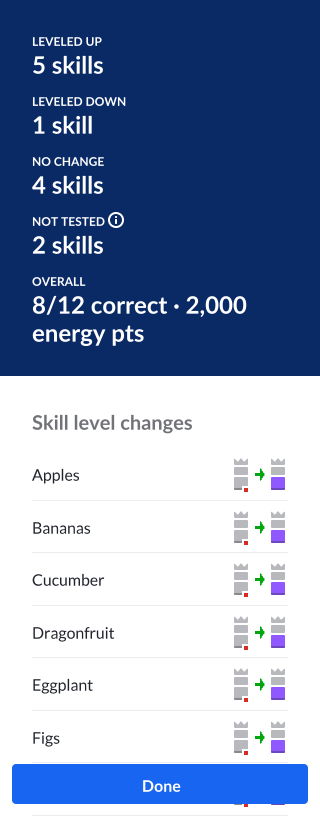 LEVELED UP
5 skills
LEVELED DOWN
1 skill
NO CHANGE
4 skills
NOT TESTED
2 skills
OVERALL
8/12 correct · 2,000
energy pts
Skill level changes
Apples
Bananas
Cucumber
Dragonfruit
Eggplant
Figs
Done